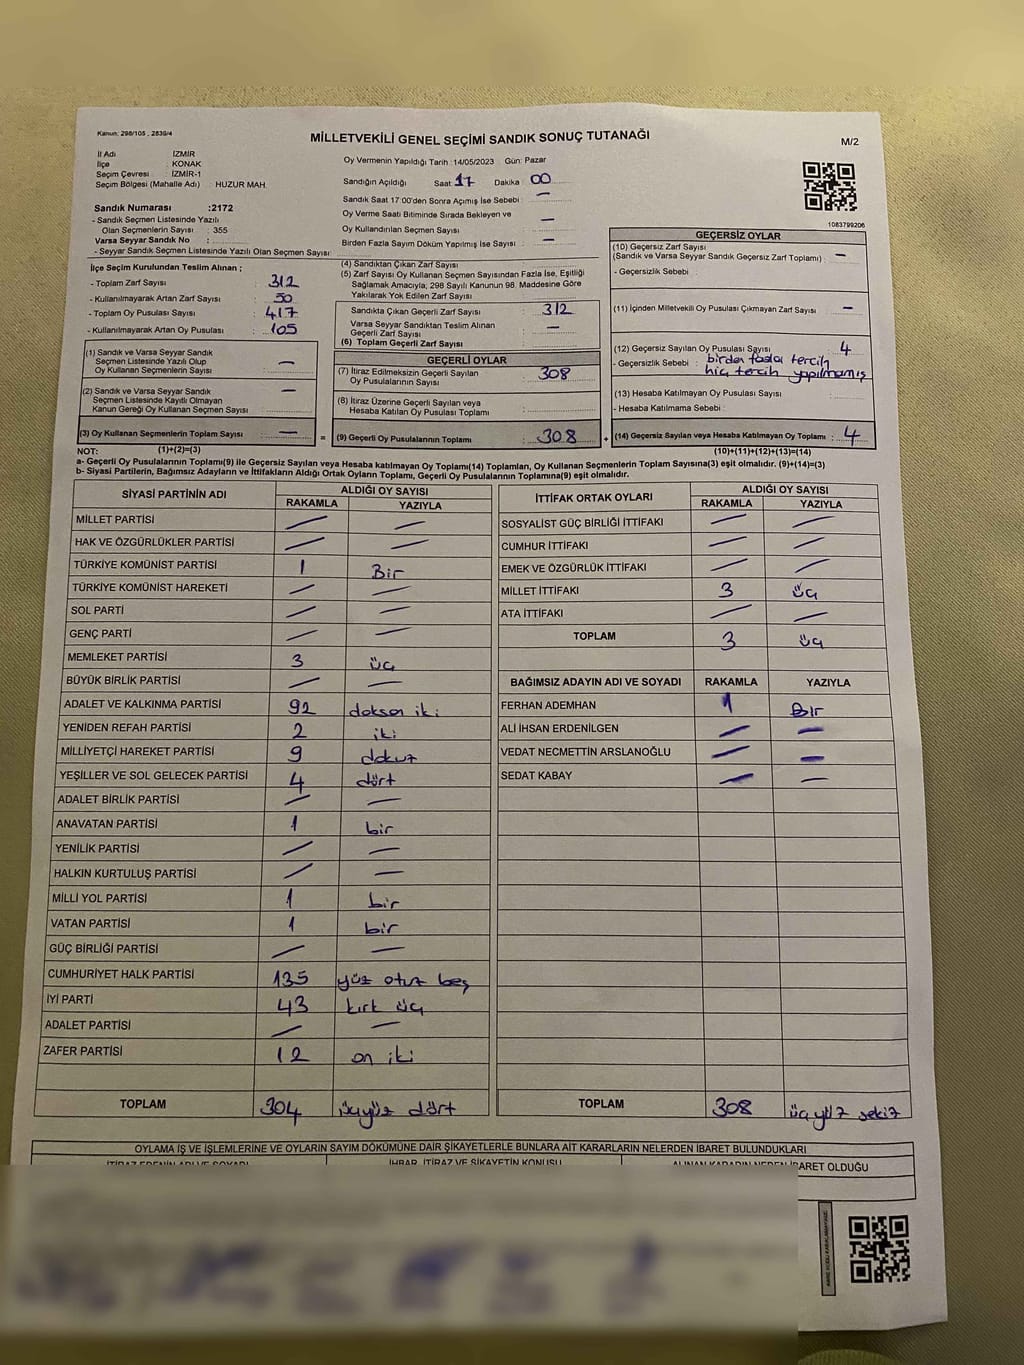 Kanun: 298/105 , 2839/4
MİLLETVEKİLİ GENEL SEÇİMİ SANDIK SONUÇ TUTANAĞI
M/2
İl Adı : İZMİR
İlçe : KONAK
Seçim Çevresi : İZMİR-1
Seçim Bölgesi (Mahalle Adı) : HUZUR MAH.
Sandık Numarası :2172
- Sandık Seçmen Listesinde Yazılı
Olan Seçmenlerin Sayısı : 355
Varsa Seyyar Sandık No :
- Seyyar Sandık Seçmen Listesinde Yazılı Olan Seçmen Sayısı:
Oy Vermenin Yapıldığı Tarih :14/05/2023 Gün: Pazar
Sandığın Açıldığı Saat 17 Dakika 00
Sandık Saat 17:00'den Sonra Açımış İse Sebebi : —
Oy Verme Saati Bitiminde Sırada Bekleyen ve
Oy Kullandırılan Seçmen Sayısı : —
Birden Fazla Sayım Döküm Yapılmış İse Sayısı : —
1083799206
İlçe Seçim Kurulundan Teslim Alınan ;
- Toplam Zarf Sayısı : 312
- Kullanılmayarak Artan Zarf Sayısı : 50
- Toplam Oy Pusulası Sayısı : 417
- Kullanılmayarak Artan Oy Pusulası : 105
(1) Sandık ve Varsa Seyyar Sandık
Seçmen Listesinde Yazılı Olup
Oy Kullanan Seçmenlerin Sayısı : —
(2) Sandık ve Varsa Seyyar Sandık
Seçmen Listesinde Kayıtlı Olmayan
Kanun Gereği Oy Kullanan Seçmen Sayısı : —
(3) Oy Kullanan Seçmenlerin Toplam Sayısı : —
(4) Sandıktan Çıkan Zarf Sayısı :
(5) Zarf Sayısı Oy Kullanan Seçmen Sayısından Fazla İse, Eşitliği
Sağlamak Amacıyla, 298 Sayılı Kanunun 98. Maddesine Göre
Yakılarak Yok Edilen Zarf Sayısı :
Sandıkta Çıkan Geçerli Zarf Sayısı : 312
Varsa Seyyar Sandıktan Teslim Alınan
Geçerli Zarf Sayısı : —
(6) Toplam Geçerli Zarf Sayısı :
GEÇERLİ OYLAR
(7) İtiraz Edilmeksizin Geçerli Sayılan
Oy Pusulalarının Sayısı : 308
(8) İtiraz Üzerine Geçerli Sayılan veya
Hesaba Katılan Oy Pusulası Toplamı :
= (9) Geçerli Oy Pusulalarının Toplamı : 308
GEÇERSİZ OYLAR
(10) Geçersiz Zarf Sayısı
(Sandık ve Varsa Seyyar Sandık Geçersiz Zarf Toplamı) : —
- Geçersizlik Sebebi :
(11) İçinden Milletvekili Oy Pusulası Çıkmayan Zarf Sayısı : —
(12) Geçersiz Sayılan Oy Pusulası Sayısı : 4
- Geçersizlik Sebebi : birden fazla tercih
hiç tercih yapılmamış
(13) Hesaba Katılmayan Oy Pusulası Sayısı :
- Hesaba Katılmama Sebebi :
+ (14) Geçersiz Sayılan veya Hesaba Katılmayan Oy Toplamı : 4
NOT: (1)+(2)=(3) (10)+(11)+(12)+(13)=(14)
a- Geçerli Oy Pusulalarının Toplamı(9) ile Geçersiz Sayılan veya Hesaba katılmayan Oy Toplamı(14) Toplamları, Oy Kullanan Seçmenlerin Toplam Sayısına(3) eşit olmalıdır. (9)+(14)=(3)
b- Siyasi Partilerin, Bağımsız Adayların ve İttifakların Aldığı Oy Toplamı, Geçerli Oy Pusulalarının Toplamına(9) eşit olmalıdır.
SİYASİ PARTİNİN ADI ALDIĞI OY SAYISI
RAKAMLA YAZIYLA
MİLLET PARTİSİ — —
HAK VE ÖZGÜRLÜKLER PARTİSİ — —
TÜRKİYE KOMÜNİST PARTİSİ 1 Bir
TÜRKİYE KOMÜNİST HAREKETİ — —
SOL PARTİ — —
GENÇ PARTİ — —
MEMLEKET PARTİSİ 3 üç
BÜYÜK BİRLİK PARTİSİ — —
ADALET VE KALKINMA PARTİSİ 92 doksan iki
YENİDEN REFAH PARTİSİ 2 iki
MİLLİYETÇİ HAREKET PARTİSİ 9 dokuz
YEŞİLLER VE SOL GELECEK PARTİSİ 4 dört
ADALET BİRLİK PARTİSİ — —
ANAVATAN PARTİSİ 1 bir
YENİLİK PARTİSİ — —
HALKIN KURTULUŞ PARTİSİ — —
MİLLİ YOL PARTİSİ 1 bir
VATAN PARTİSİ 1 bir
GÜÇ BİRLİĞİ PARTİSİ — —
CUMHURİYET HALK PARTİSİ 135 yüz otuz beş
İYİ PARTİ 43 kırk üç
ADALET PARTİSİ — —
ZAFER PARTİSİ 12 on iki
TOPLAM 304 üçyüz dört
İTTİFAK ORTAK OYLARI ALDIĞI OY SAYISI
RAKAMLA YAZIYLA
SOSYALİST GÜÇ BİRLİĞİ İTTİFAKI — —
CUMHUR İTTİFAKI — —
EMEK VE ÖZGÜRLÜK İTTİFAKI — —
MİLLET İTTİFAKI 3 üç
ATA İTTİFAKI — —
TOPLAM 3 üç
BAĞIMSIZ ADAYIN ADI VE SOYADI RAKAMLA YAZIYLA
FERHAN ADEMHAN 1 BIr
ALİ İHSAN ERDENİLGEN — —
VEDAT NECMETTİN ARSLANOĞLU — —
SEDAT KABAY — —
TOPLAM 308 üç yüz sekiz
OYLAMA İŞ VE İŞLEMLERİNE VE OYLARIN SAYIM DÖKÜMÜNE DAİR ŞİKAYETLERLE BUNLARA AİT KARARLARIN NELERDEN İBARET BULUNDUKLARI
İTİRAZ EDENİN ADI VE SOYADI İHBAR, İTİRAZ VE ŞİKAYETİN KONUSU ALINAN KARARIN NEDEN İBARET OLDUĞU